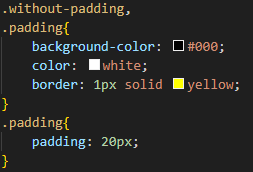 .without-padding,
.padding{
    background-color: #000;
    color: white;
    border: 1px solid yellow;
}
.padding{
    padding: 20px;
}